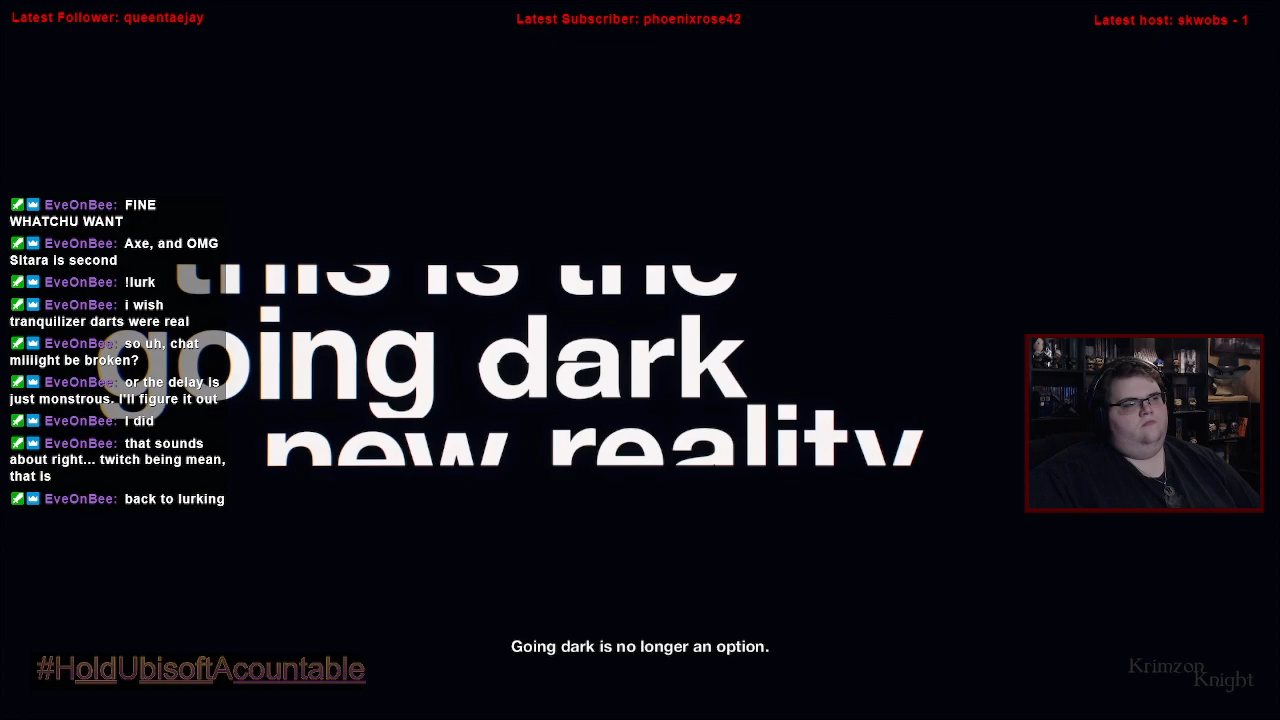 Latest Follower: queentaejay
Latest Subscriber: phoenixrose42
Latest host: skwobs - 1
EveOnBee: FINE
WHATCHU WANT
EveOnBee: Axe, and OMG
Sitara is second
EveOnBee: !lurk
EveOnBee: i wish
tranquilizer darts were real
EveOnBee: so uh, chat
miiight be broken?
EveOnBee: or the delay is
just monstrous. I'll figure it out
EveOnBee: I did
EveOnBee: that sounds
about right... twitch being mean,
that is
EveOnBee: back to lurking
this is the
going dark
new reality
Going dark is no longer an option.
#HoldUbisoftAcountable
Krimzon
Knight